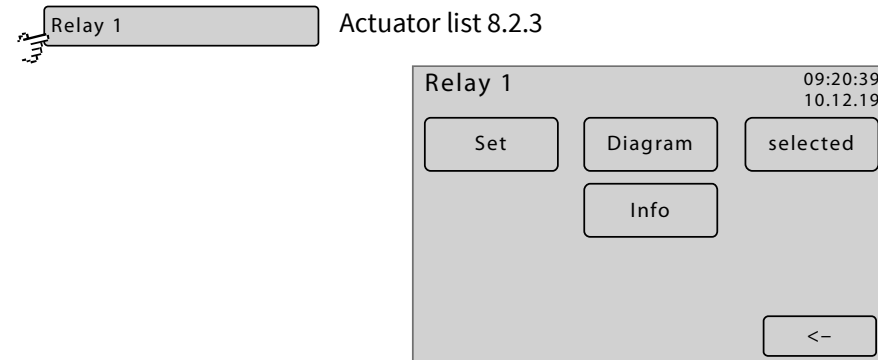 Relay 1
Actuator list 8.2.3
Relay 1
09:20:39
10.12.19
Set
Diagram
selected
Info
<–